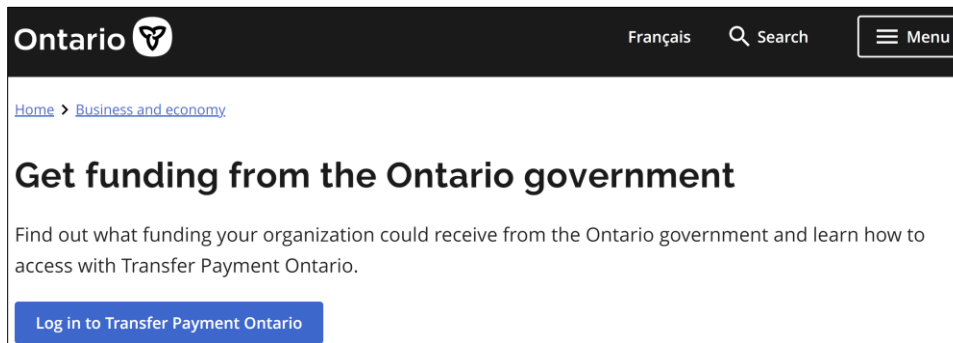 Ontario
Français Search Menu
Home > Business and economy
Get funding from the Ontario government
Find out what funding your organization could receive from the Ontario government and learn how to
access with Transfer Payment Ontario.
Log in to Transfer Payment Ontario